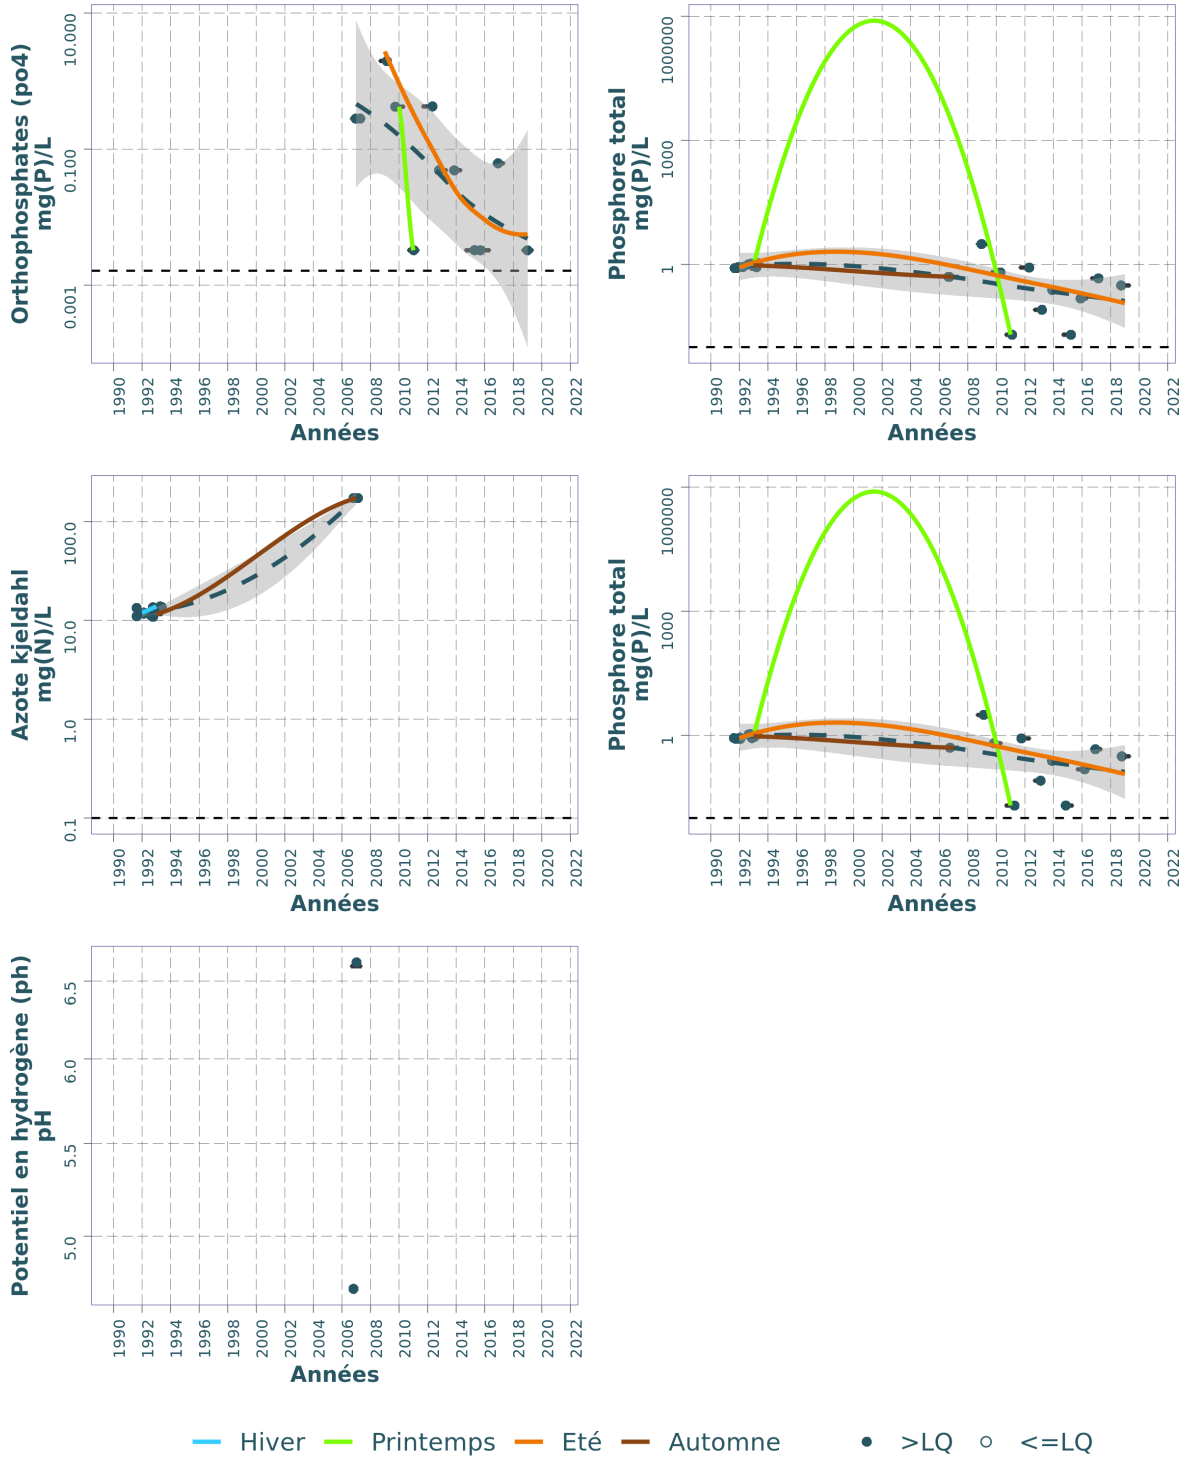 Orthophosphates (po4)
mg(P)/L
10.000
0.100
0.001
1990 1992 1994 1996 1998 2000 2002 2004 2006 2008 2010 2012 2014 2016 2018 2020 2022
Années
Phosphore total
mg(P)/L
1000000
1000
1
1990 1992 1994 1996 1998 2000 2002 2004 2006 2008 2010 2012 2014 2016 2018 2020 2022
Années
Azote kjeldahl
mg(N)/L
100.0
10.0
1.0
0.1
1990 1992 1994 1996 1998 2000 2002 2004 2006 2008 2010 2012 2014 2016 2018 2020 2022
Années
Phosphore total
mg(P)/L
1000000
1000
1
1990 1992 1994 1996 1998 2000 2002 2004 2006 2008 2010 2012 2014 2016 2018 2020 2022
Années
Potentiel en hydrogène (ph)
pH
6.5
6.0
5.5
5.0
1990 1992 1994 1996 1998 2000 2002 2004 2006 2008 2010 2012 2014 2016 2018 2020 2022
Années
Hiver Printemps Eté Automne >LQ <=LQ